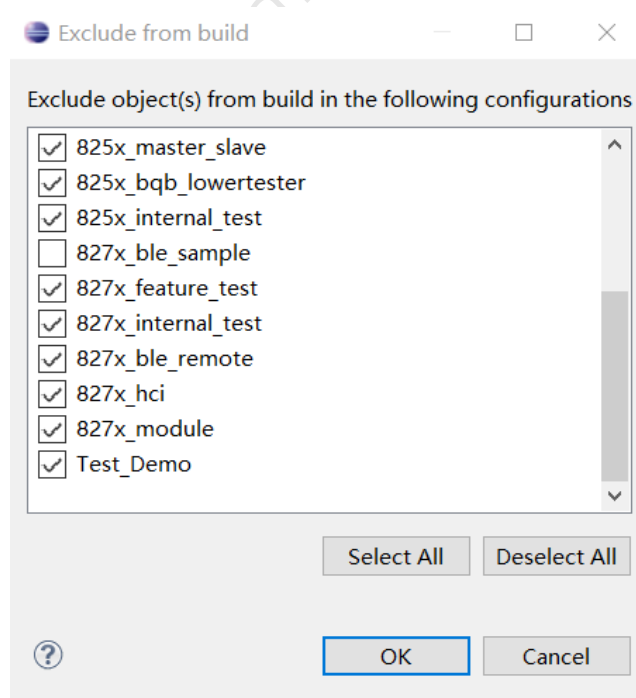 Exclude from build
Exclude object(s) from build in the following configurations
825x_master_slave
825x_bqb_lowertester
825x_internal_test
827x_ble_sample
827x_feature_test
827x_internal_test
827x_ble_remote
827x_hci
827x_module
Test_Demo
Select All
Deselect All
?
OK
Cancel